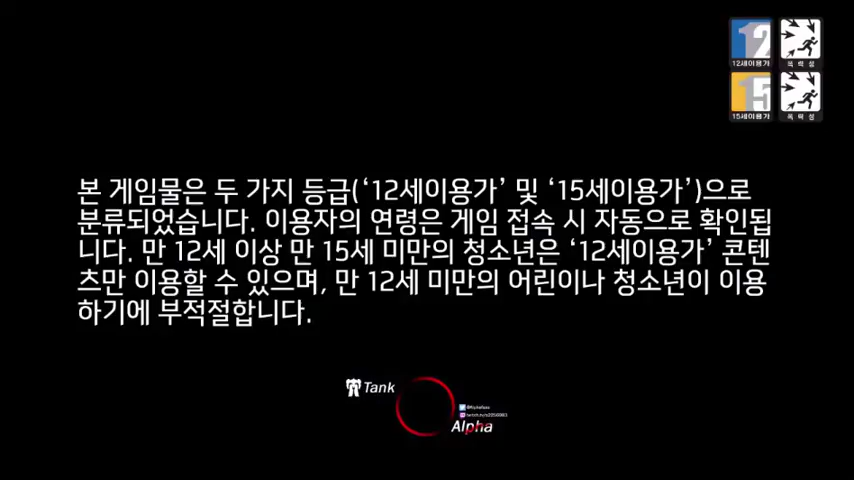 12
12세이용가
폭력성
15
15세이용가
폭력성
본 게임물은 두 가지 등급(‘12세이용가’ 및 ‘15세이용가’)으로
분류되었습니다. 이용자의 연령은 게임 접속 시 자동으로 확인됩
니다. 만 12세 이상 만 15세 미만의 청소년은 ‘12세이용가’ 콘텐
츠만 이용할 수 있으며, 만 12세 미만의 어린이나 청소년이 이용
하기에 부적절합니다.
Tank
Alpha